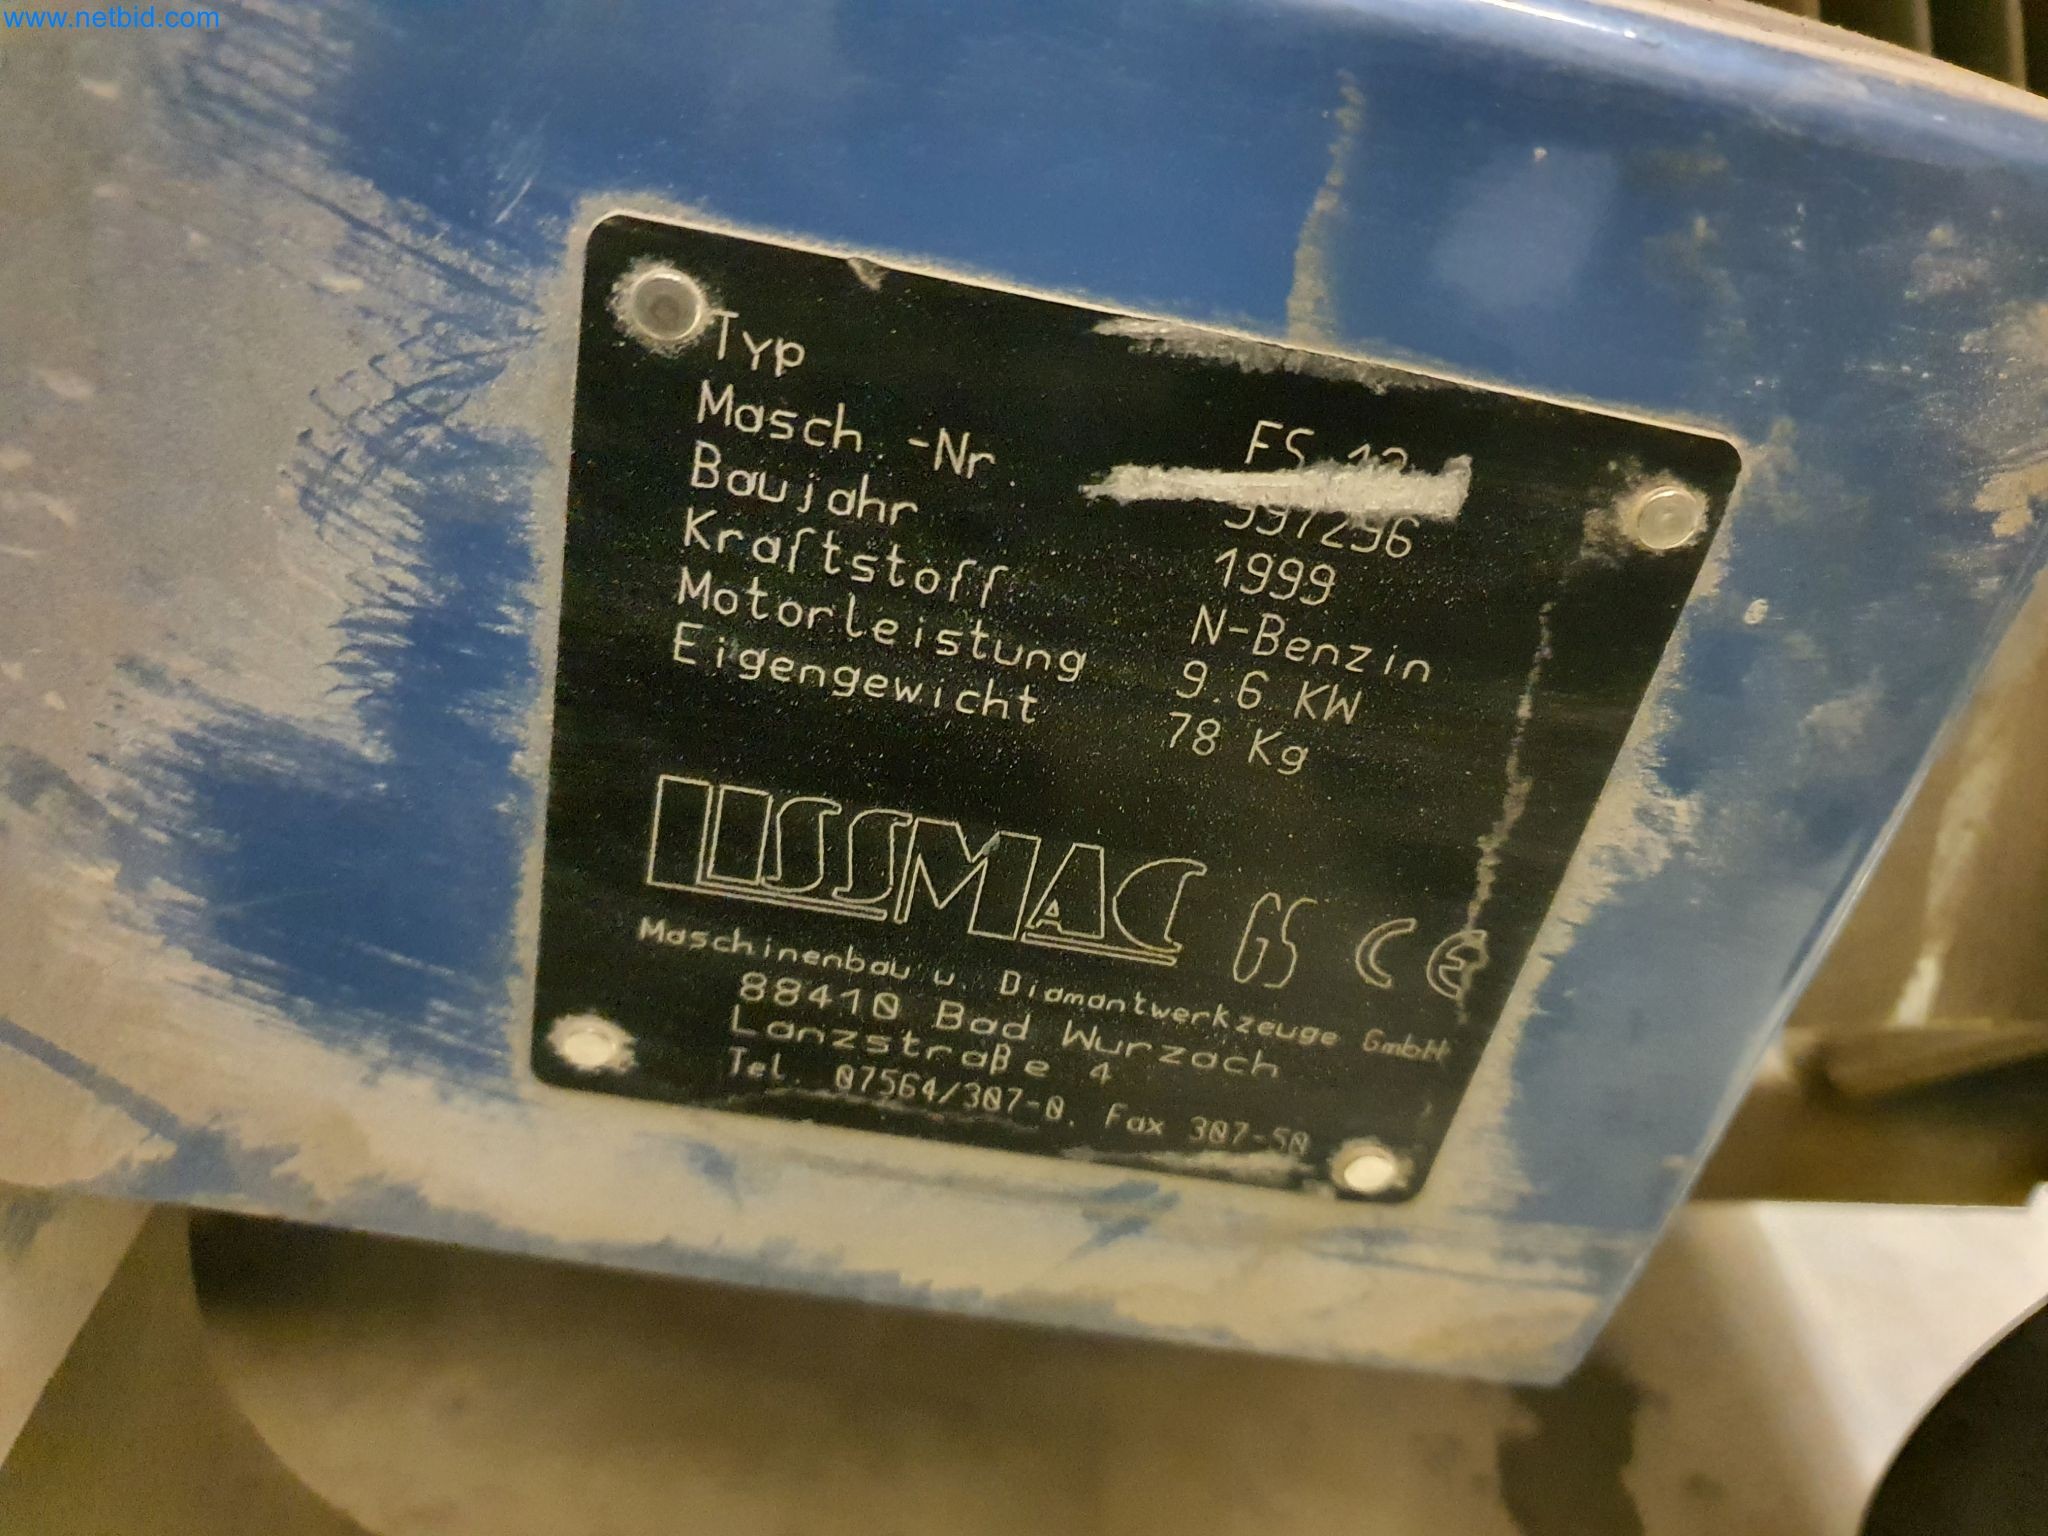 www.netbid.com
Typ FS
Masch.-Nr
Baujahr 1999
Kraftstoff N-Benzin
Motorleistung 9.6 KW
Eigengewicht 78 Kg
LISSMAC GS CE
Maschinenbau u. Diamantwerkzeuge GmbH
88410 Bad Wurzach
Lanzstraße 4
Tel. 07564/307-0. Fax 307-50